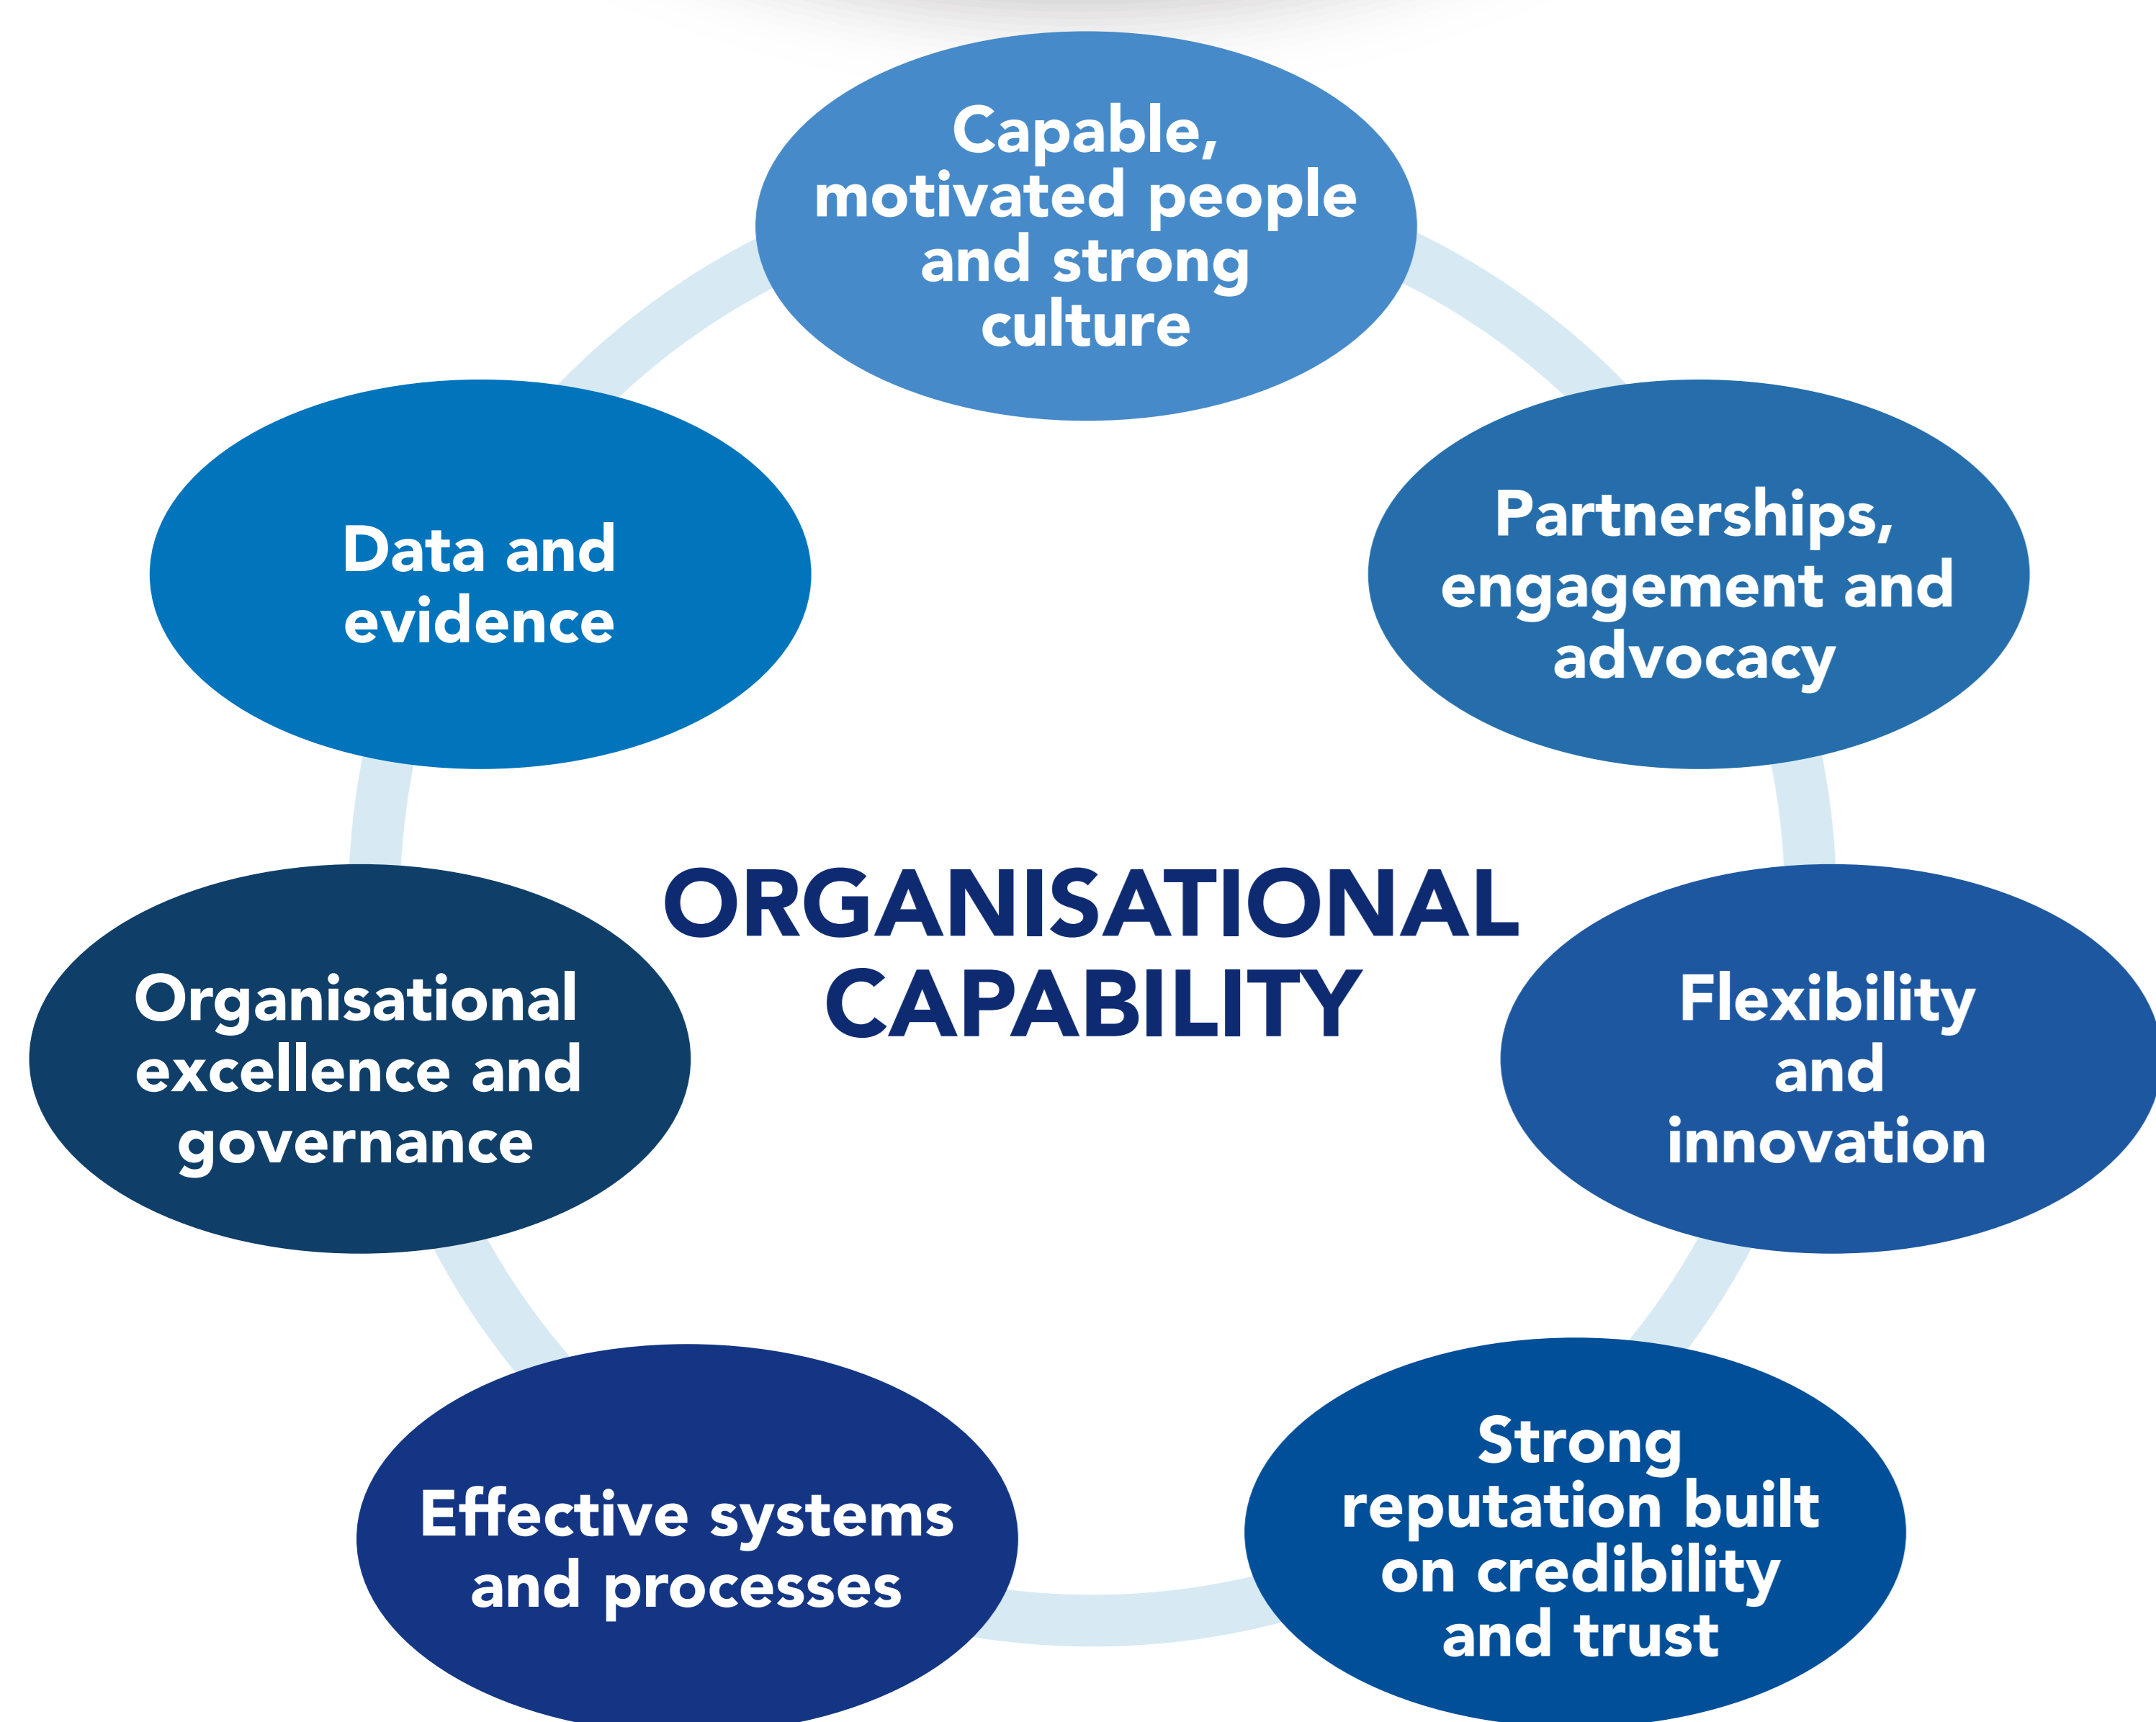 Capable,
motivated people
and strong
culture
Data and
evidence
Partnerships,
engagement and
advocacy
ORGANISATIONAL
CAPABILITY
Organisational
excellence and
governance
Flexibility
and
innovation
Effective systems
and processes
Strong
reputation built
on credibility
and trust